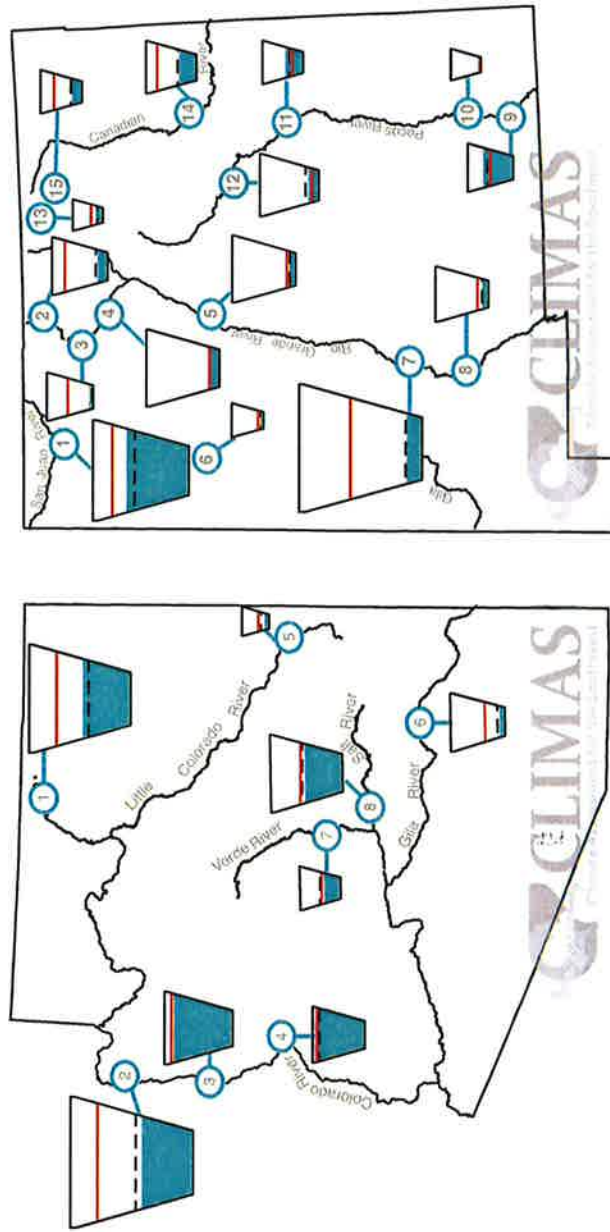 1
Little Colorado River
2
3
4
Colorado River
5
Salt River
8
Verde River
7
6
Gila River
CLIMAS
San Juan River
1
2
3
4
13
15
Canadian River
14
5
Rio Grande River
12
11
Pecos River
10
9
6
7
8
Gila
CLIMAS